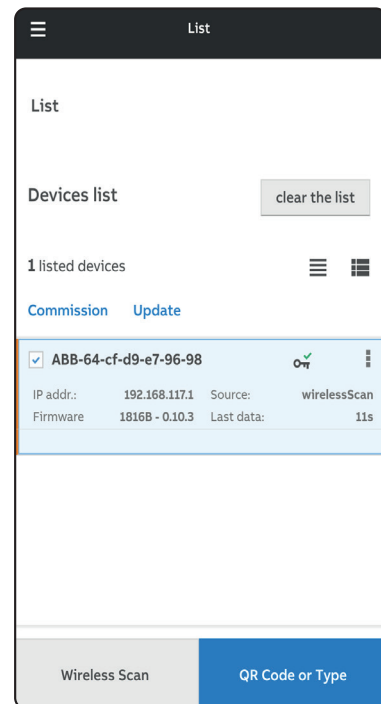 List
List
Devices list
clear the list
1 listed devices
Commission Update
ABB-64-cf-d9-e7-96-98
IP addr.: 192.168.117.1 Source: wirelessScan
Firmware 1816B - 0.10.3 Last data: 11s
Wireless Scan QR Code or Type